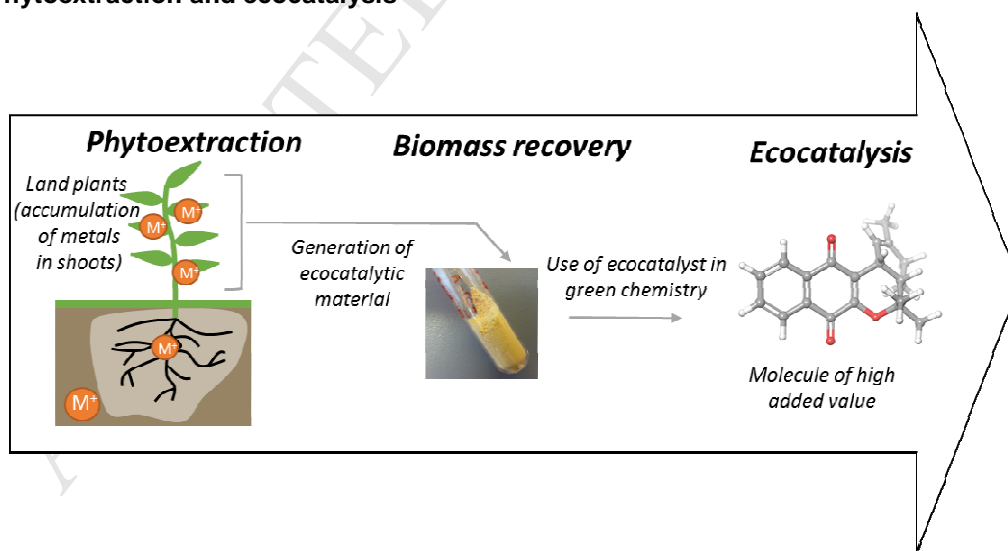 hytoextraction and ecocatalysis
Phytoextraction
Biomass recovery
Ecocatalysis
Land plants
(accumulation
of metals
in shoots)
M⁺
M⁺
M⁺
M⁺
M⁺
Generation of
ecocatalytic
material
Use of ecocatalyst in
green chemistry
Molecule of high
added value